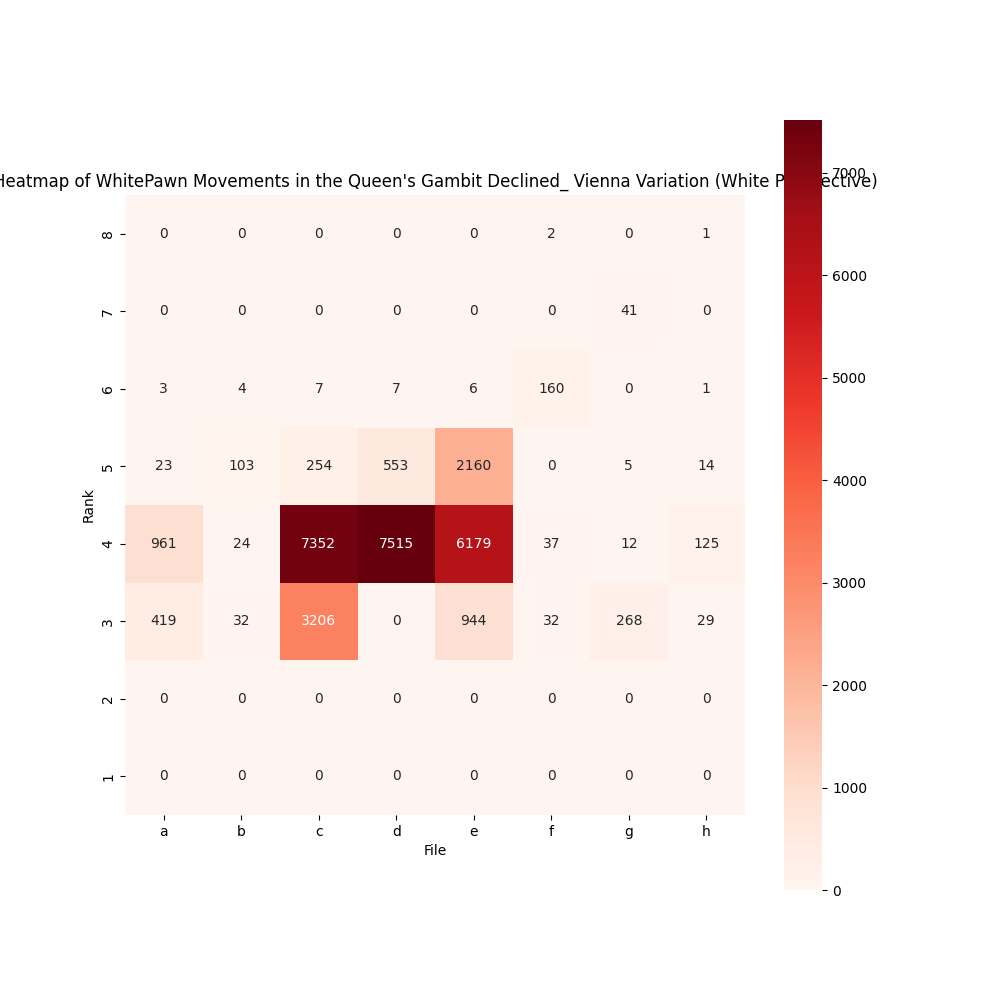 Heatmap of WhitePawn Movements in the Queen's Gambit Declined_ Vienna Variation (White P ective)
7000
8 0 0 0 0 0 2 0 1
7 0 0 0 0 0 0 41 0
6000
6 3 4 7 7 6 160 0 1
5000
5 23 103 254 553 2160 0 5 14
4000
Rank
4 961 24 7352 7515 6179 37 12 125
3000
3 419 32 3206 0 944 32 268 29
2000
2 0 0 0 0 0 0 0 0
1000
1 0 0 0 0 0 0 0 0
a b c d e f g h
File
0